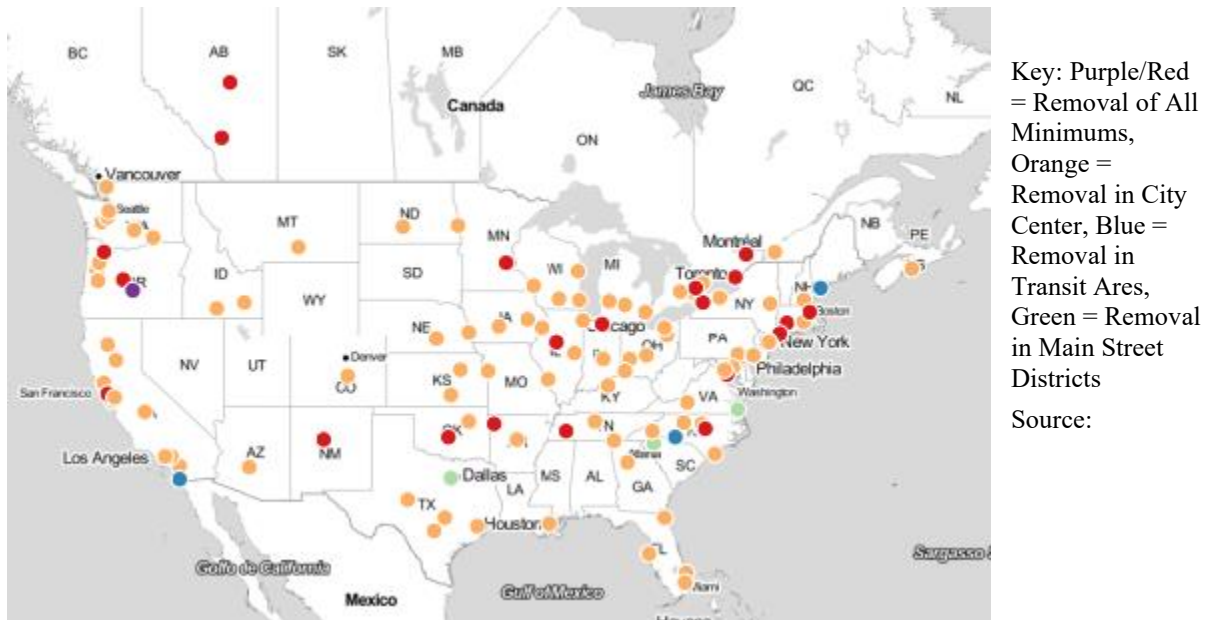 BC
AB
SK
MB
Canada
James Bay
QC
NL
ON
Vancouver
Seattle
MT
ND
MN
Montréal
NB
PE
ID
SD
WI
MI
Toronto
NY
NH
Boston
WY
NE
IA
Chicago
OH
PA
New York
NV
UT
Denver
CO
KS
MO
KY
Philadelphia
VA
Washington
San Francisco
Los Angeles
AZ
NM
OK
Atlanta
SC
Dallas
MS
AL
GA
LA
TX
Houston
FL
Miami
Golfo de California
Mexico
Gulf of Mexico
Sargasso S
Key: Purple/Red
= Removal of All
Minimums,
Orange =
Removal in City
Center, Blue =
Removal in
Transit Ares,
Green = Removal
in Main Street
Districts
Source: